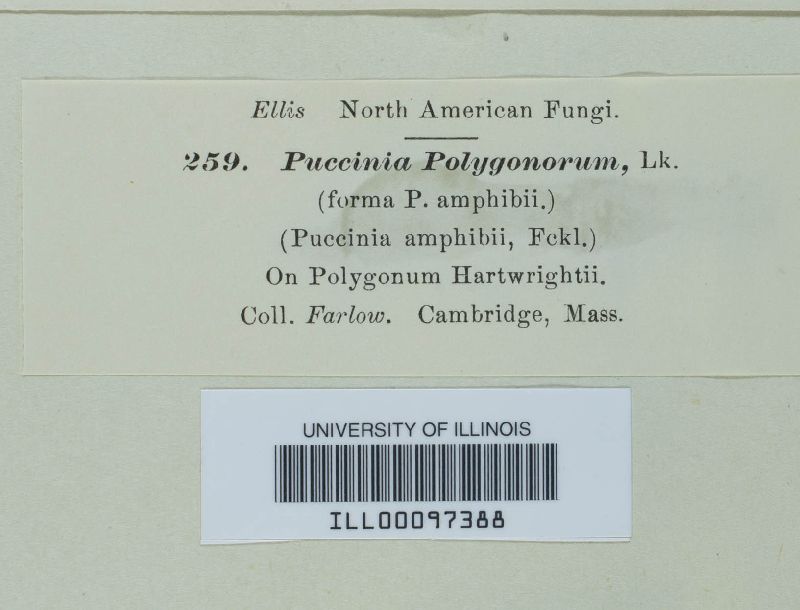 Ellis North American Fungi.
259. Puccinia Polygonorum, Lk.
(forma P. amphibii.)
(Puccinia amphibii, Fckl.)
On Polygonum Hartwrightii.
Coll. Farlow. Cambridge, Mass.
UNIVERSITY OF ILLINOIS
ILL00097388